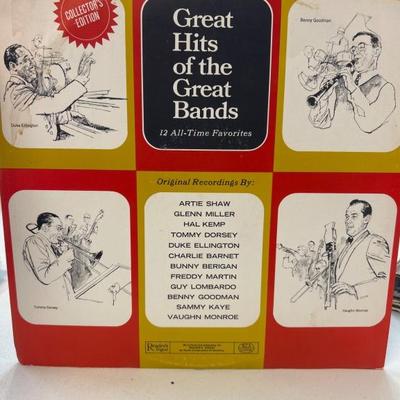 COLLECTOR'S
EDITION
Great
Hits
of the
Great
Bands
12 All-Time Favorites
Duke Ellington
Benny Goodman
Original Recordings By:
ARTIE SHAW
GLENN MILLER
HAL KEMP
TOMMY DORSEY
DUKE ELLINGTON
CHARLIE BARNET
BUNNY BERIGAN
FREDDY MARTIN
GUY LOMBARDO
BENNY GOODMAN
SAMMY KAYE
VAUGHN MONROE
Tommy Dorsey
Vaughn Monroe
Reader's
Digest